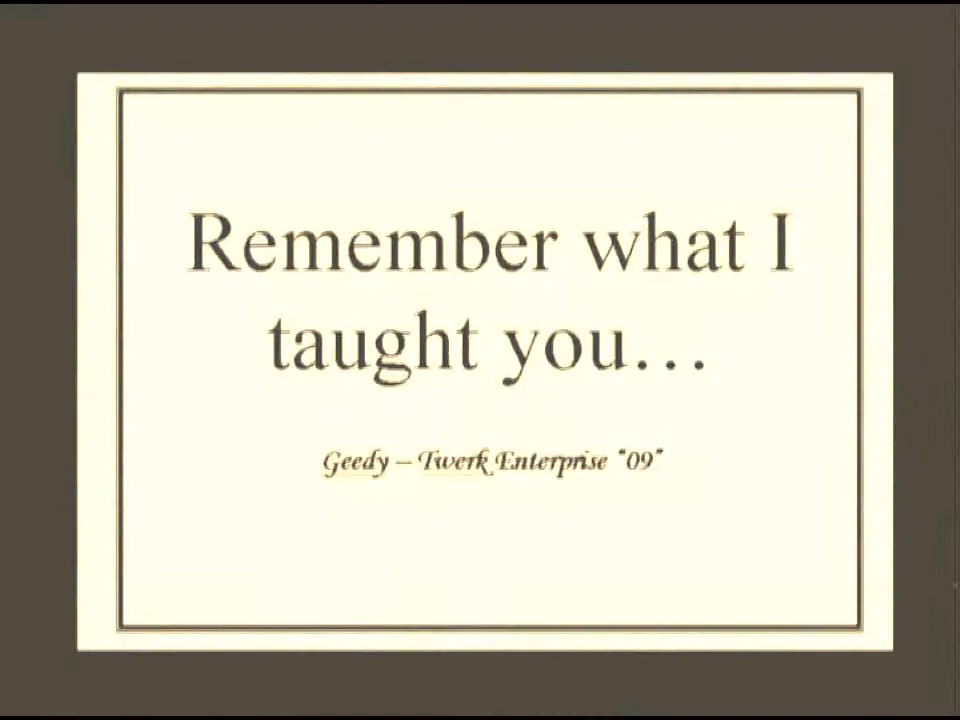 Remember what I
taught you…
Geedy – Twerk Enterprise "09"